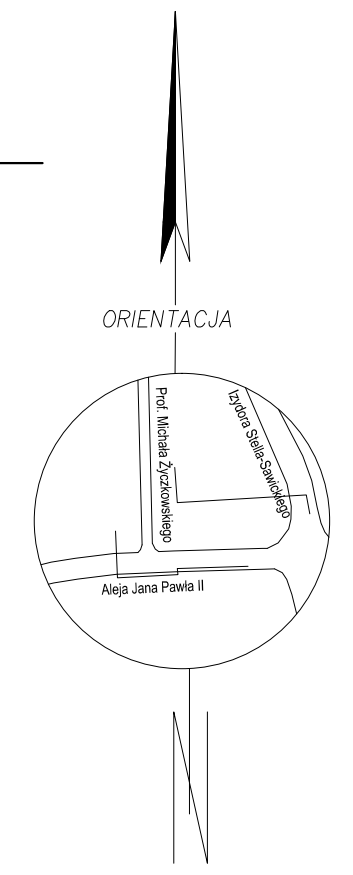 ORIENTACJA
Prof. Michała Życzkowskiego
Izydora Stella-Sawickiego
Aleja Jana Pawła II
N